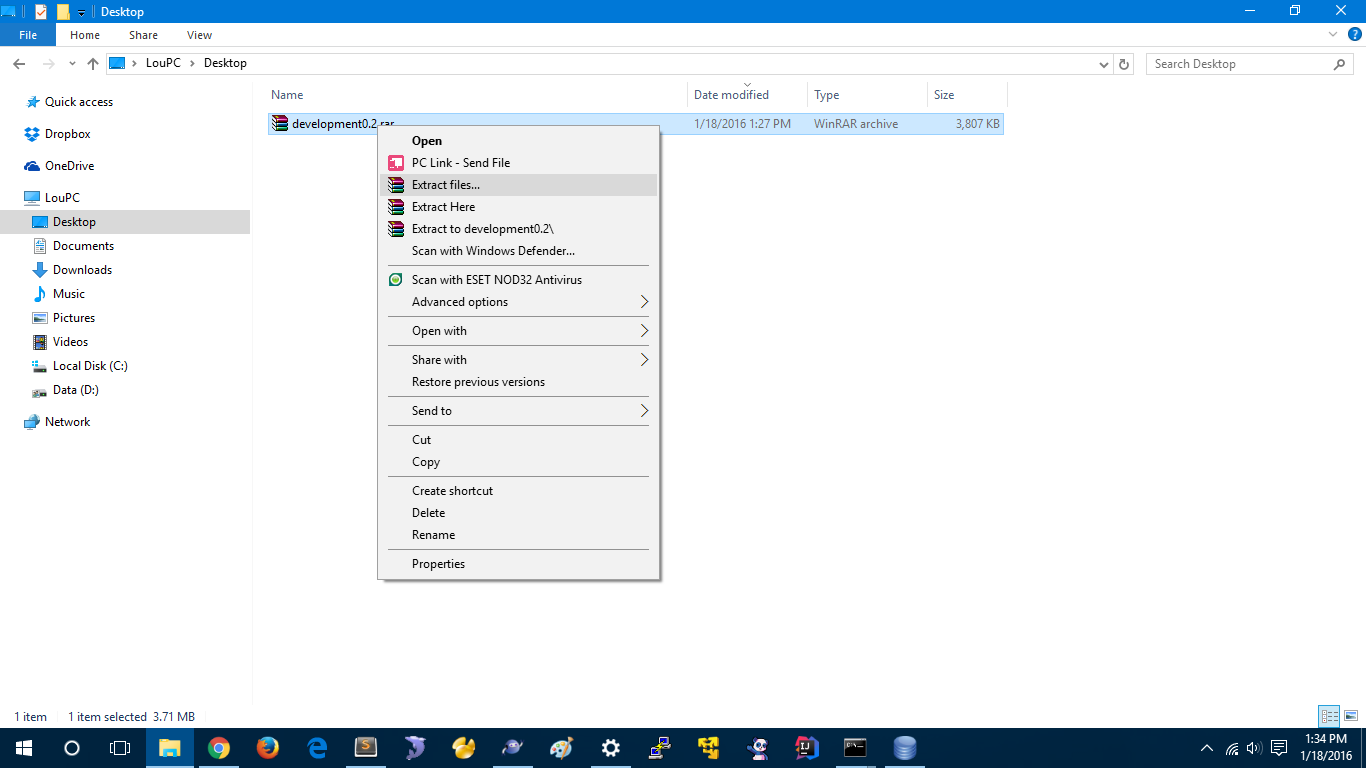 Desktop
File Home Share View
LouPC Desktop Search Desktop
Name Date modified Type Size
Quick access
Dropbox
OneDrive
LouPC
Desktop
Documents
Downloads
Music
Pictures
Videos
Local Disk (C:)
Data (D:)
Network
development0.2.rar 1/18/2016 1:27 PM WinRAR archive 3,807 KB
Open
PC Link - Send File
Extract files...
Extract Here
Extract to development0.2\
Scan with Windows Defender...
Scan with ESET NOD32 Antivirus
Advanced options
Open with
Share with
Restore previous versions
Send to
Cut
Copy
Create shortcut
Delete
Rename
Properties
1 item 1 item selected 3.71 MB
1:34 PM
1/18/2016